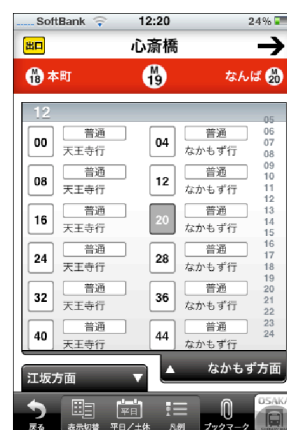 SoftBank 12:20 24%
出口 心斎橋
M18 本町 M19 なんば M20
12
00 普通 天王寺行 04 普通 なかもず行
08 普通 天王寺行 12 普通 なかもず行
16 普通 天王寺行 20 普通 なかもず行
24 普通 天王寺行 28 普通 なかもず行
32 普通 天王寺行 36 普通 なかもず行
40 普通 天王寺行 44 普通 なかもず行
05
06
07
08
09
10
11
12
13
14
15
16
17
18
19
20
21
22
23
24
江坂方面 ▼ ▲ なかもず方面
平日
OSAKA
戻る 表示切替 平日/土休 凡例 ブックマーク